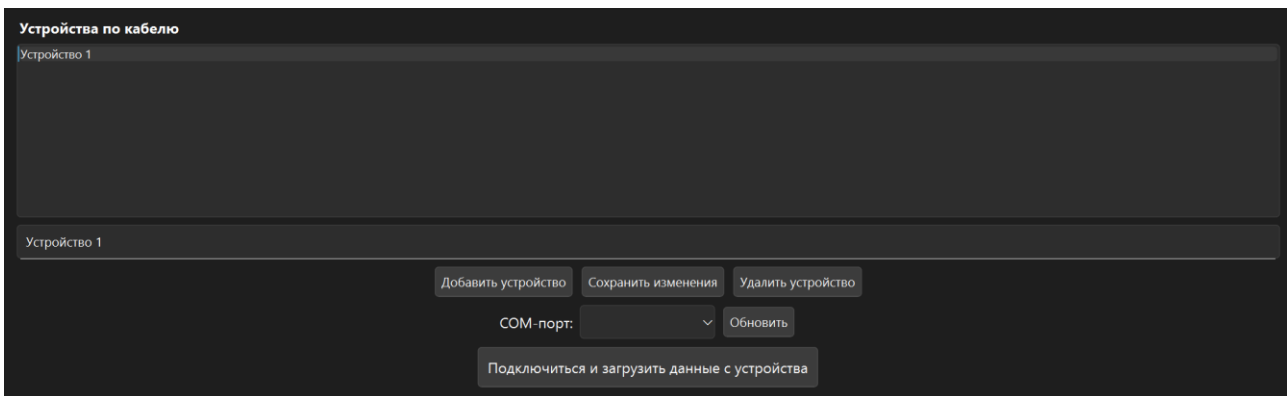 Устройства по кабелю
Устройство 1
Устройство 1
Добавить устройство Сохранить изменения Удалить устройство
COM-порт: Обновить
Подключиться и загрузить данные с устройства